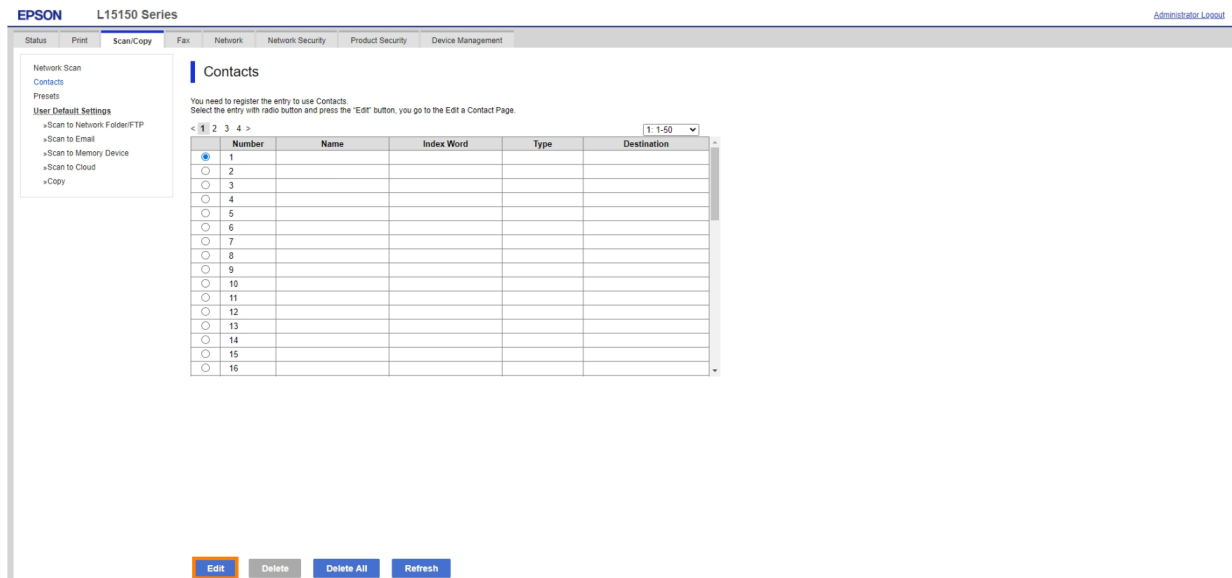 EPSON L15150 Series
Administrator Logout
Status Print Scan/Copy Fax Network Network Security Product Security Device Management
Network Scan
Contacts
Presets
User Default Settings
»Scan to Network Folder/FTP
»Scan to Email
»Scan to Memory Device
»Scan to Cloud
»Copy
Contacts
You need to register the entry to use Contacts.
Select the entry with radio button and press the "Edit" button, you go to the Edit a Contact Page.
< 1 2 3 4 >
1: 1-50
Number Name Index Word Type Destination
1
2
3
4
5
6
7
8
9
10
11
12
13
14
15
16
Edit Delete Delete All Refresh